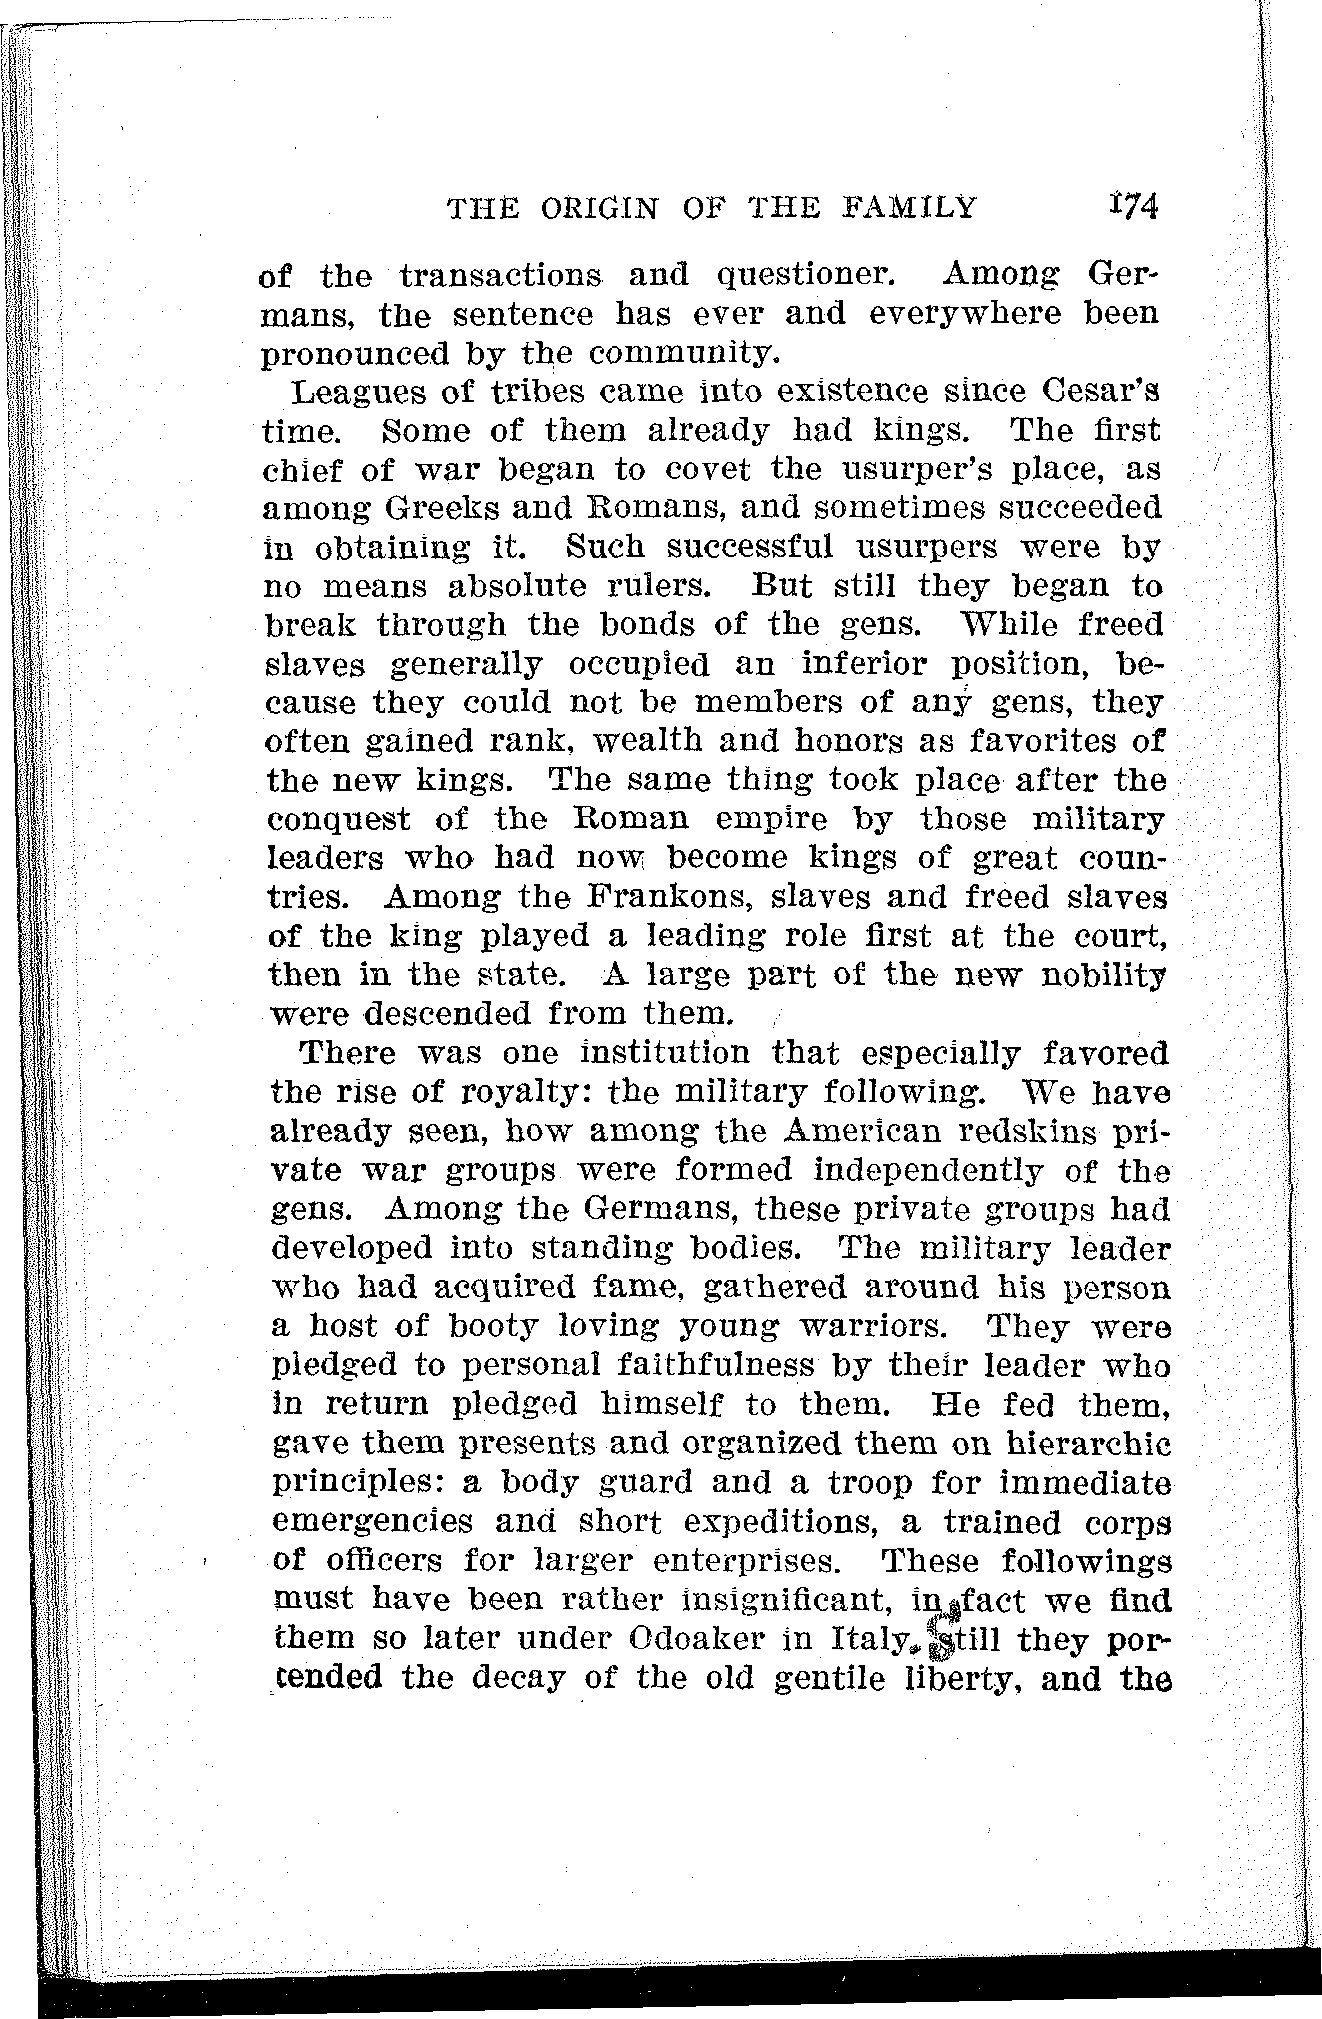 THE ORIGIN OF THE FAMILY 174
of the transactions and questioner. Among Ger-
mans, the sentence has ever and everywhere been
pronounced by the community.
Leagues of tribes came into existence since Cesar's
time. Some of them already had kings. The first
chief of war began to covet the usurper's place, as
among Greeks and Romans, and sometimes succeeded
in obtaining it. Such successful usurpers were by
no means absolute rulers. But still they began to
break through the bonds of the gens. While freed
slaves generally occupied an inferior position, be-
cause they could not be members of any gens, they
often gained rank, wealth and honors as favorites of
the new kings. The same thing took place after the
conquest of the Roman empire by those military
leaders who had now become kings of great coun-
tries. Among the Frankons, slaves and freed slaves
of the king played a leading role first at the court,
then in the state. A large part of the new nobility
were descended from them.
There was one institution that especially favored
the rise of royalty: the military following. We have
already seen, how among the American redskins pri-
vate war groups were formed independently of the
gens. Among the Germans, these private groups had
developed into standing bodies. The military leader
who had acquired fame, gathered around his person
a host of booty loving young warriors. They were
pledged to personal faithfulness by their leader who
in return pledged himself to them. He fed them,
gave them presents and organized them on hierarchic
principles: a body guard and a troop for immediate
emergencies and short expeditions, a trained corps
of officers for larger enterprises. These followings
must have been rather insignificant, in fact we find
them so later under Odoaker in Italy. Still they por-
tended the decay of the old gentile liberty, and the